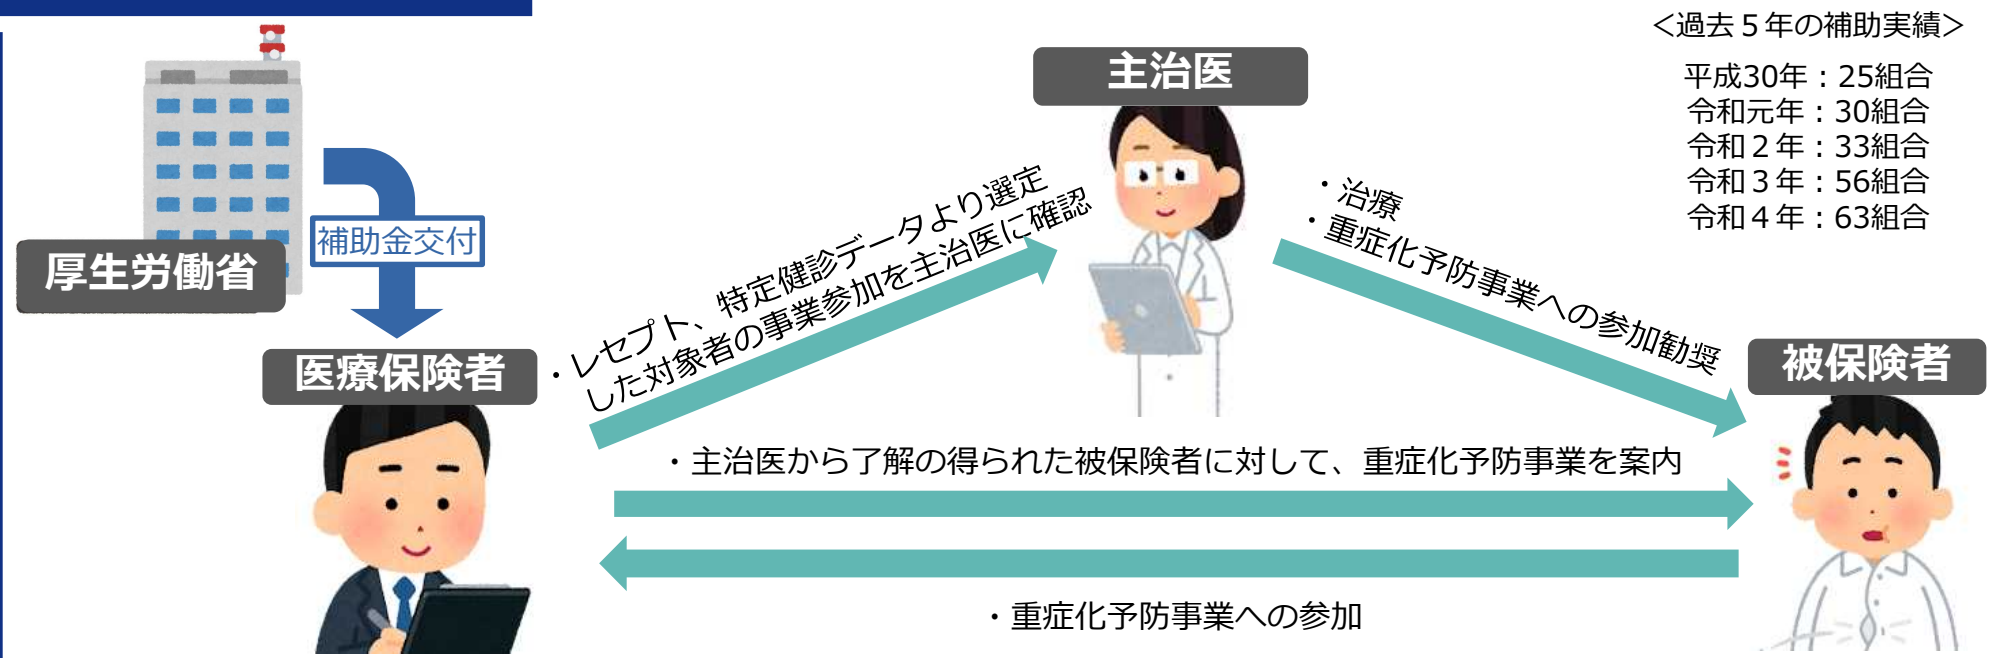 ＜過去５年の補助実績＞
平成30年：25組合
令和元年：30組合
令和２年：33組合
令和３年：56組合
令和４年：63組合
主治医
厚生労働省
補助金交付
医療保険者
・レセプト、特定健診データより選定
した対象者の事業参加を主治医に確認
・治療
・重症化予防事業への参加勧奨
被保険者
・主治医から了解の得られた被保険者に対して、重症化予防事業を案内
・重症化予防事業への参加